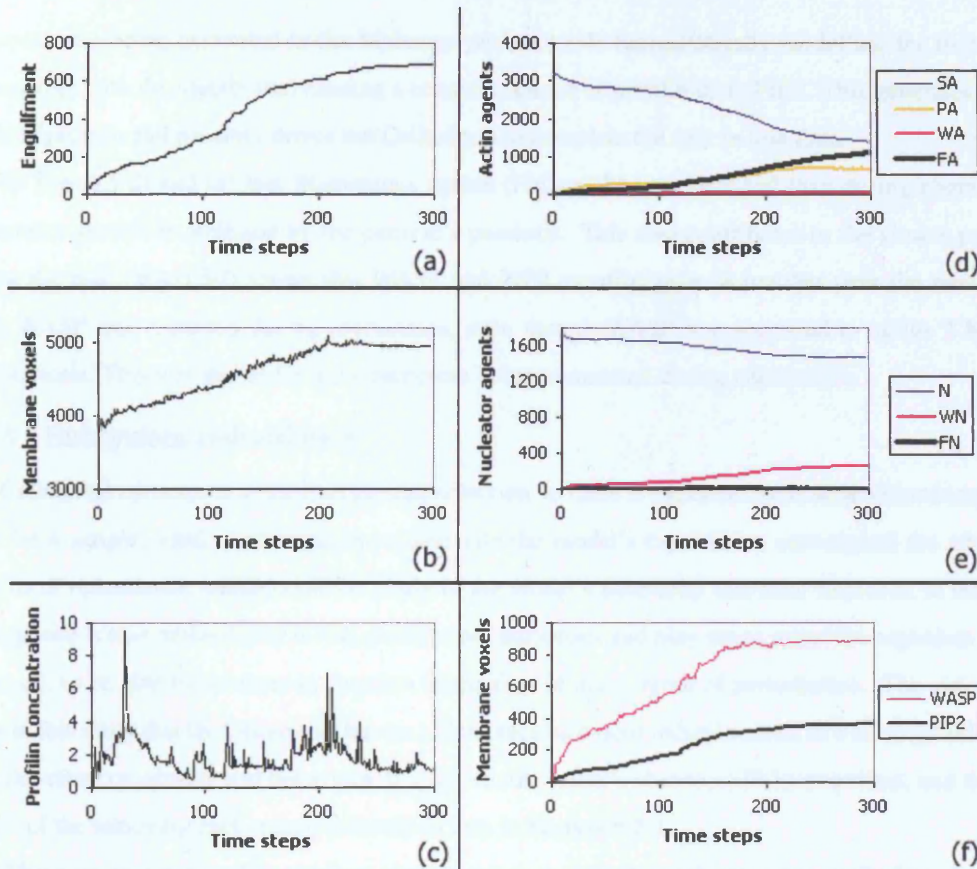 Engulfment
800
600
400
200
0
0
100
200
300
Time steps
(a)
Actin agents
4000
3000
2000
1000
0
0
100
200
300
Time steps
(d)
SA
PA
WA
FA
Membrane voxels
5000
4000
3000
0
100
200
300
Time steps
(b)
Nucleator agents
1600
1200
800
400
0
0
100
200
300
Time steps
(e)
N
WN
FN
Profilin Concentration
10
8
6
4
2
0
0
100
200
300
Time steps
(c)
Membrane voxels
1000
800
600
400
200
0
0
100
200
300
Time steps
(f)
WASP
PIP2